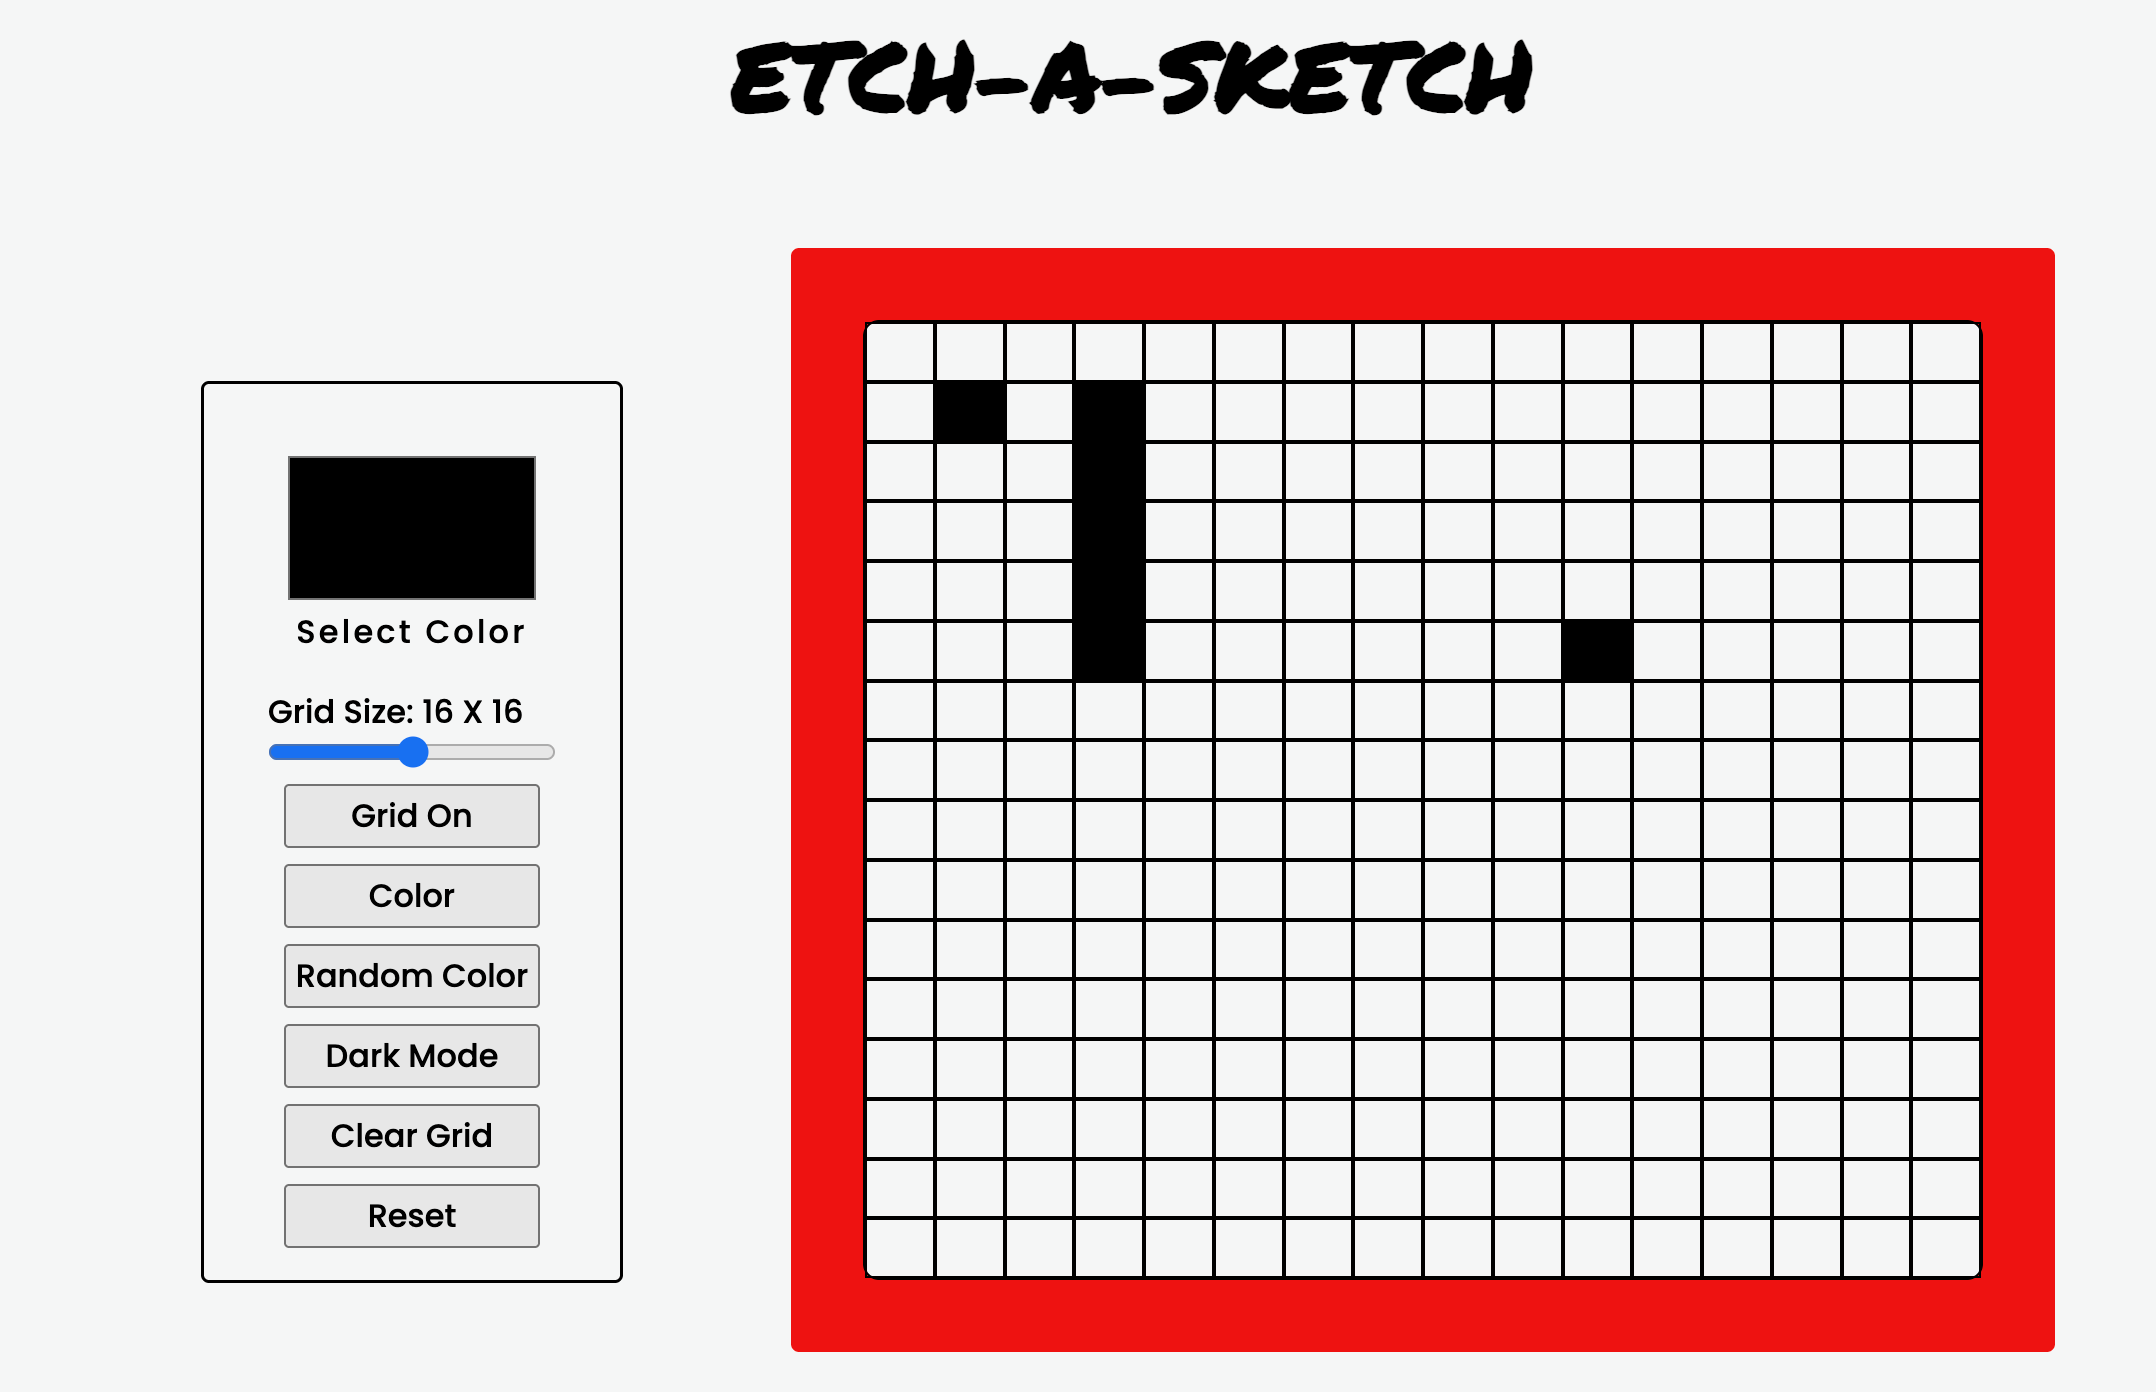 ETCH-A-SKETCH
Select Color
Grid Size: 16 X 16
Grid On
Color
Random Color
Dark Mode
Clear Grid
Reset